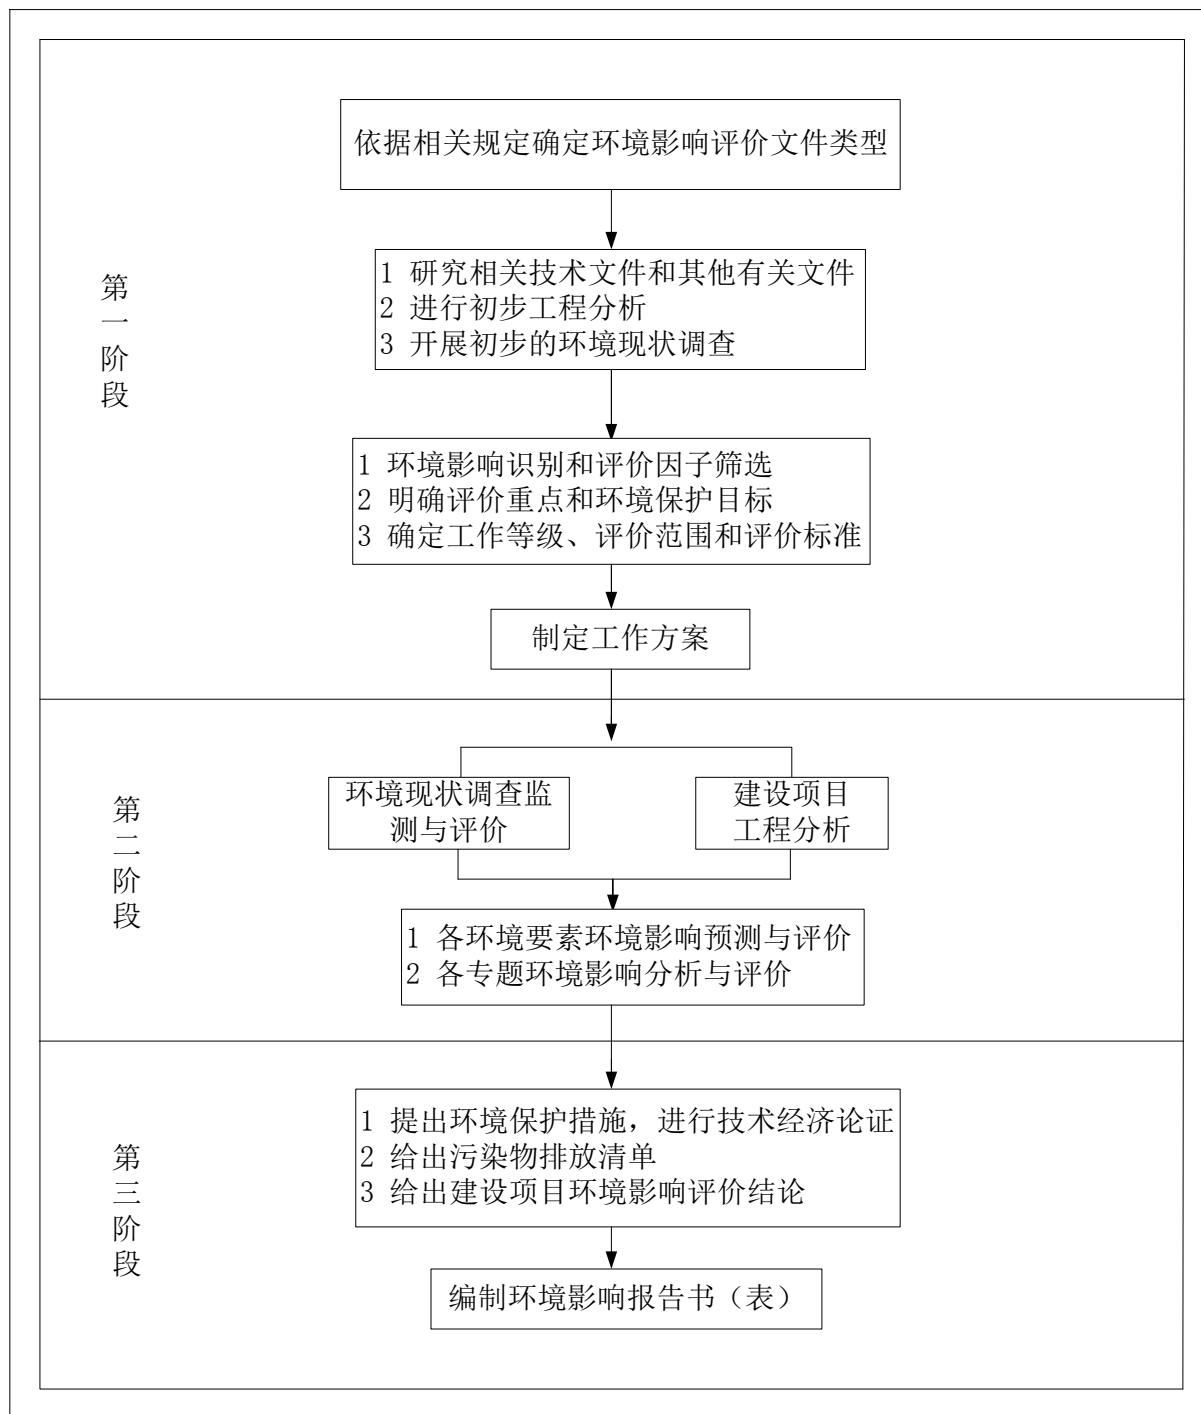 依据相关规定确定环境影响评价文件类型
第一阶段
1 研究相关技术文件和其他有关文件
2 进行初步工程分析
3 开展初步的环境现状调查
1 环境影响识别和评价因子筛选
2 明确评价重点和环境保护目标
3 确定工作等级、评价范围和评价标准
制定工作方案
第二阶段
环境现状调查监
测与评价
建设项目
工程分析
1 各环境要素环境影响预测与评价
2 各专题环境影响分析与评价
第三阶段
1 提出环境保护措施，进行技术经济论证
2 给出污染物排放清单
3 给出建设项目环境影响评价结论
编制环境影响报告书（表）